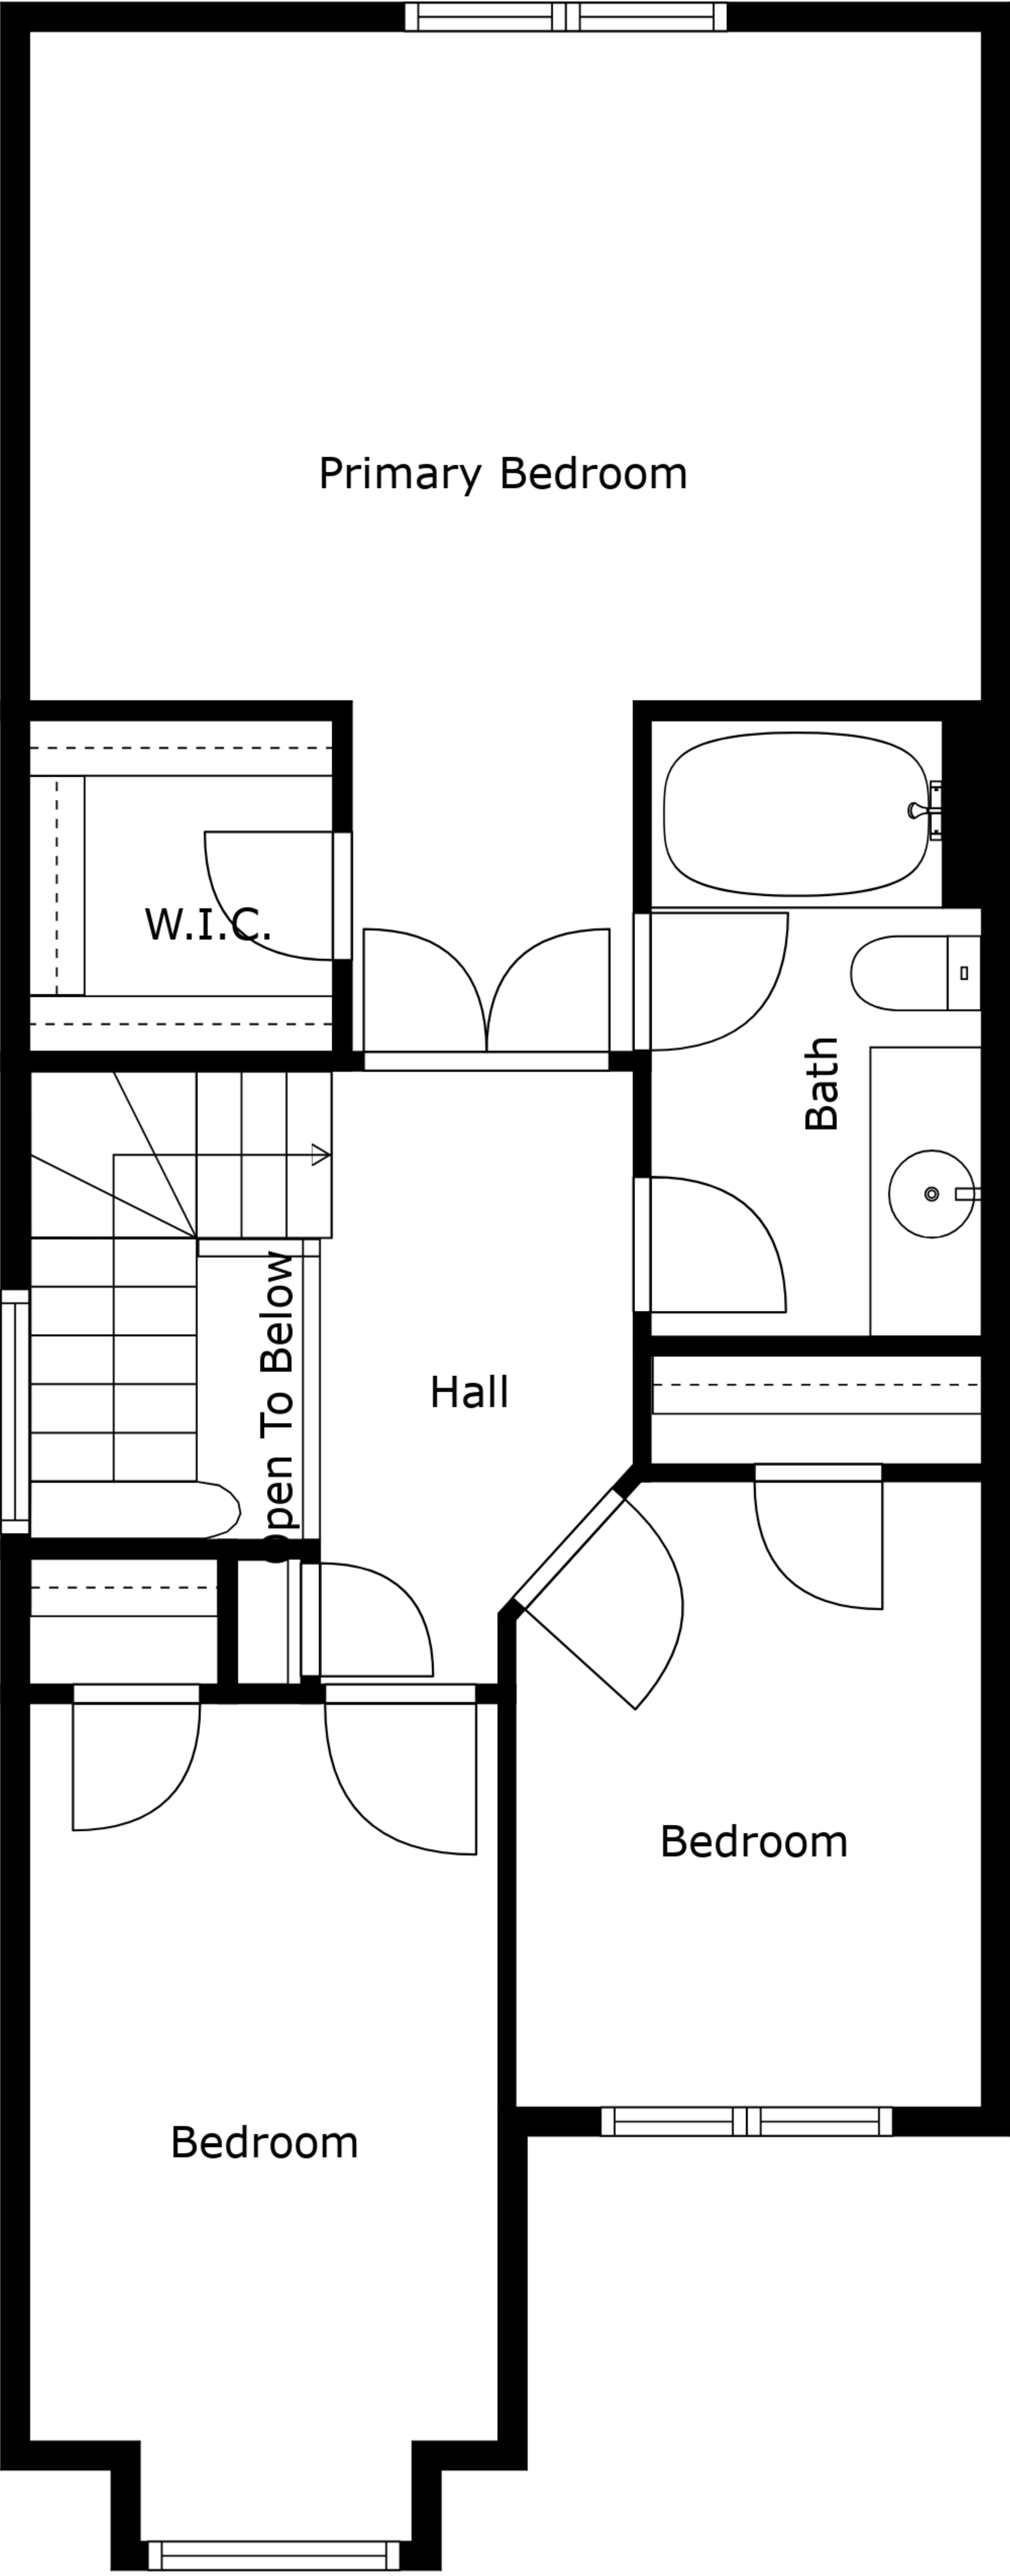 Primary Bedroom
W.I.C.
Bath
Open To Below
Hall
Bedroom
Bedroom